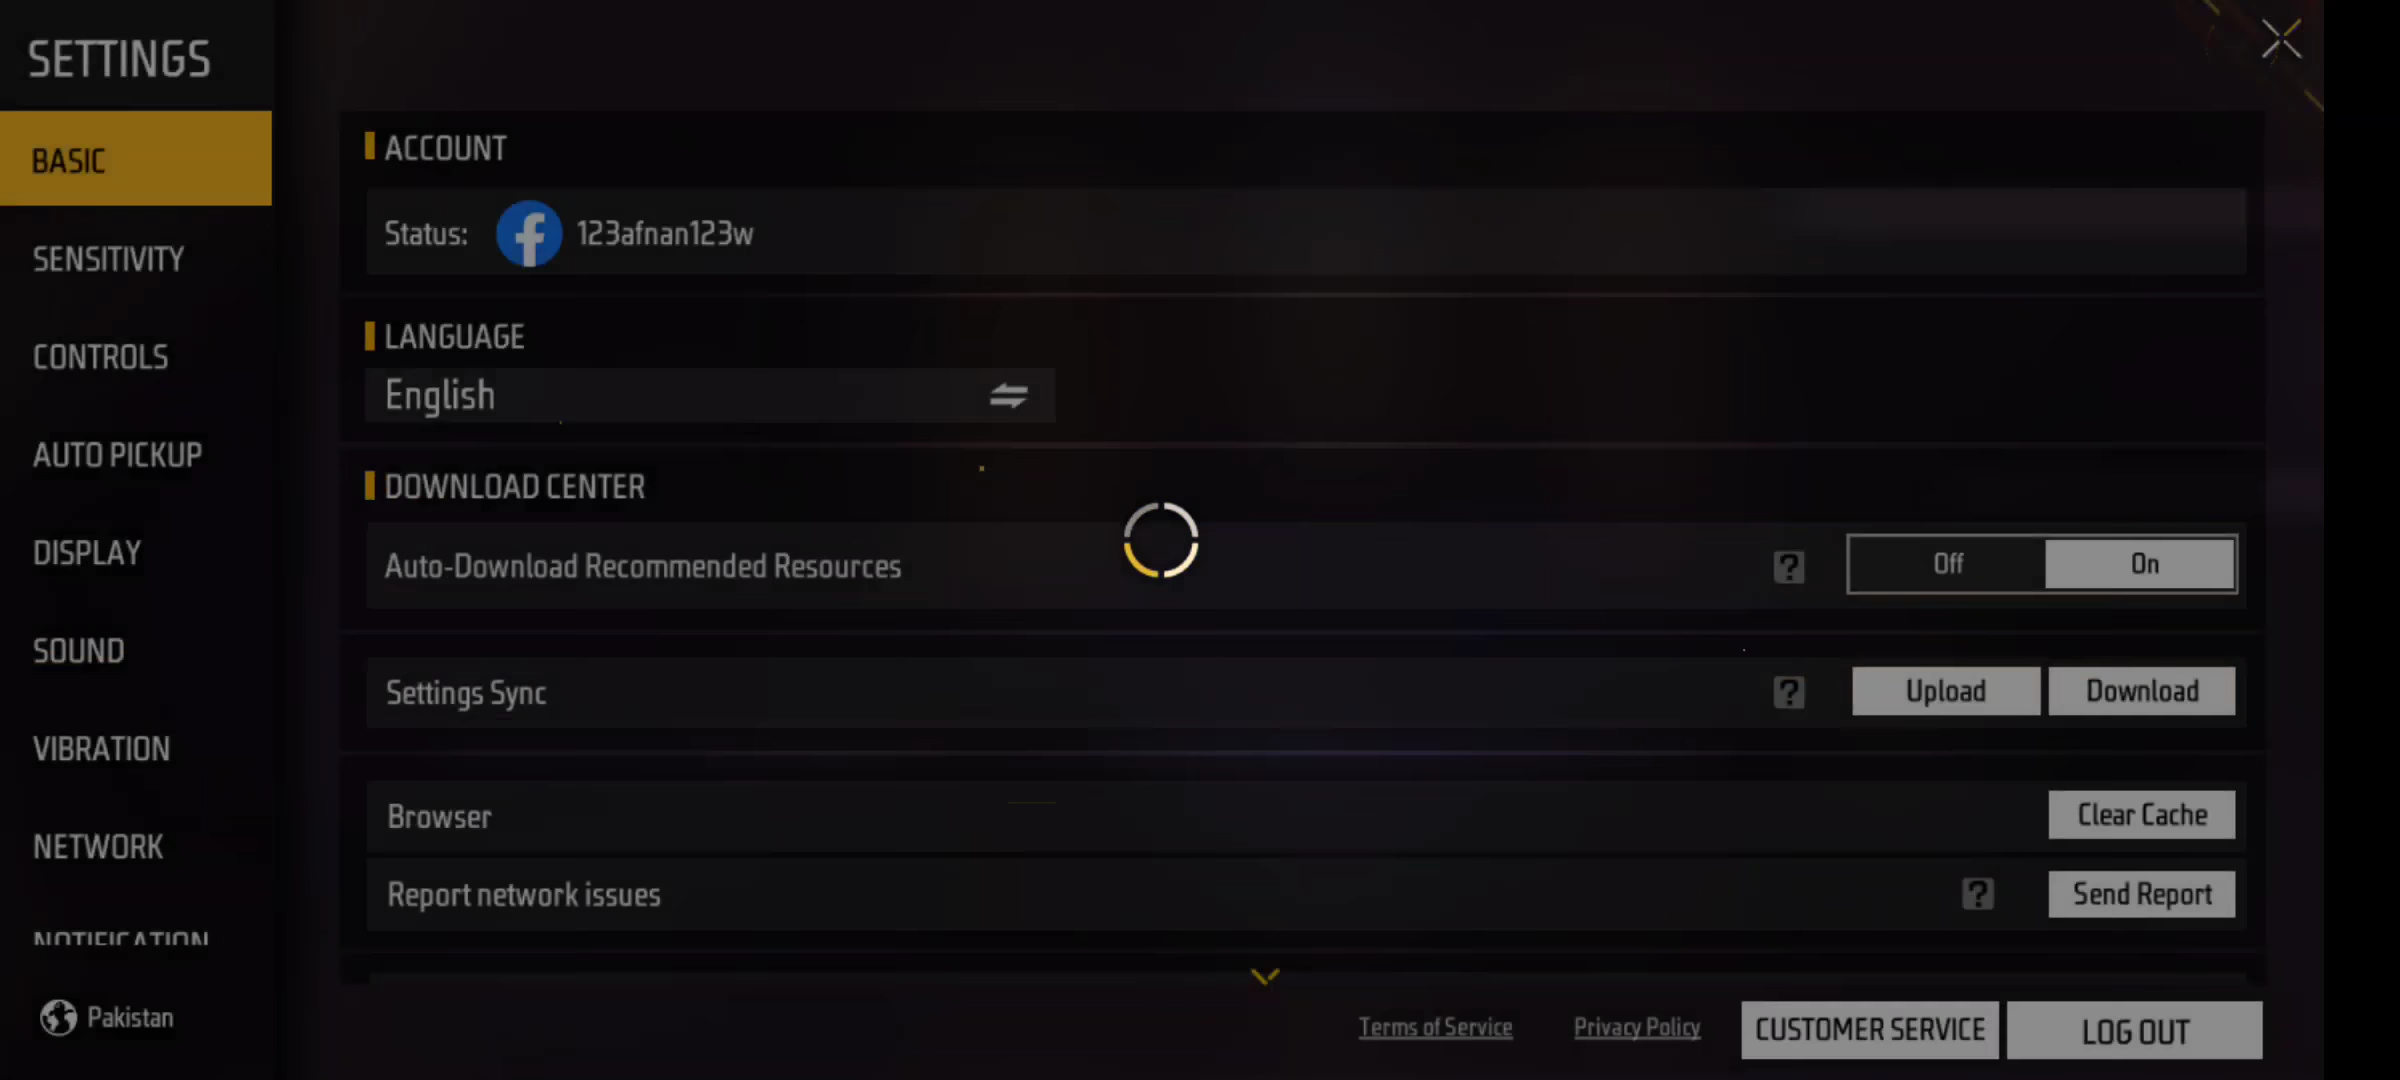 SETTINGS
BASIC
SENSITIVITY
CONTROLS
AUTO PICKUP
DISPLAY
SOUND
VIBRATION
NETWORK
NOTIFICATION
Pakistan
ACCOUNT
Status: 123afnan123w
LANGUAGE
English
DOWNLOAD CENTER
Auto-Download Recommended Resources ? Off On
Settings Sync ? Upload Download
Browser Clear Cache
Report network issues ? Send Report
Terms of Service Privacy Policy CUSTOMER SERVICE LOG OUT